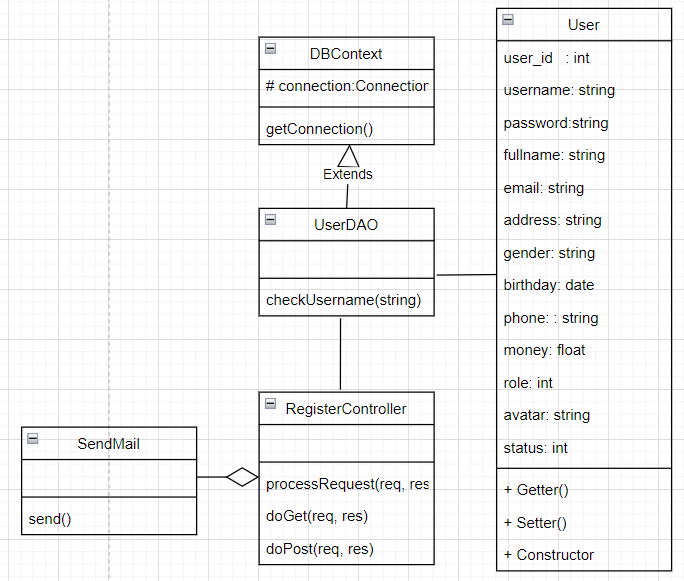 DBContext
# connection:Connection
getConnection()
Extends
UserDAO
checkUsername(string)
RegisterController
processRequest(req, res
doGet(req, res)
doPost(req, res)
SendMail
send()
User
user_id : int
username: string
password:string
fullname: string
email: string
address: string
gender: string
birthday: date
phone: : string
money: float
role: int
avatar: string
status: int
+ Getter()
+ Setter()
+ Constructor